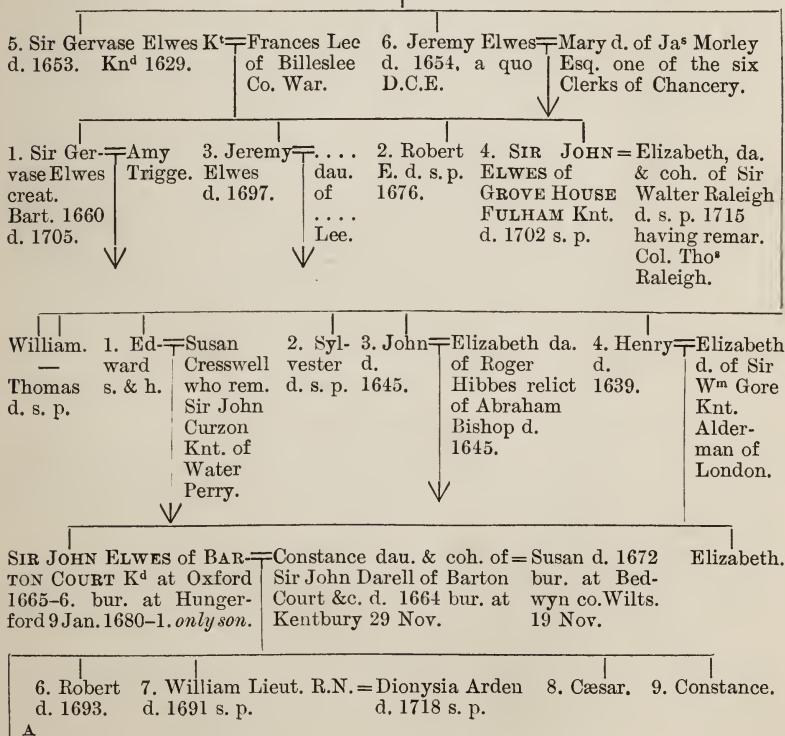 5. Sir Gervase Elwes Kᵗ = Frances Lee
d. 1653. Knᵈ 1629.
of Billeslee
Co. War.
6. Jeremy Elwes = Mary d. of Jaˢ Morley
d. 1654, a quo
D.C.E.
Esq. one of the six
Clerks of Chancery.
1. Sir Ger-
vase Elwes
creat.
Bart. 1660
d. 1705.
= Amy
Trigge.
3. Jeremy
Elwes
d. 1697.
= ....
dau.
of
....
Lee.
2. Robert
E. d. s. p.
1676.
4. SIR JOHN
ELWES of
GROVE HOUSE
FULHAM Knt.
d. 1702 s. p.
= Elizabeth, da.
& coh. of Sir
Walter Raleigh
d. s. p. 1715
having remar.
Col. Thoˢ
Raleigh.
William.
—
Thomas
d. s. p.
1. Ed-
ward
s. & h.
= Susan
Cresswell
who rem.
Sir John
Curzon
Knt. of
Water
Perry.
2. Syl-
vester
d. s. p.
3. John
d.
1645.
= Elizabeth da.
of Roger
Hibbes relict
of Abraham
Bishop d.
1645.
4. Henry
d.
1639.
= Elizabeth
d. of Sir
Wᵐ Gore
Knt.
Alder-
man of
London.
SIR JOHN ELWES of BAR-
TON COURT Kᵈ at Oxford
1665–6. bur. at Hunger-
ford 9 Jan. 1680–1. only son.
= Constance dau. & coh. of
Sir John Darell of Barton
Court &c. d. 1664 bur. at
Kentbury 29 Nov.
= Susan d. 1672
bur. at Bed-
wyn co. Wilts.
19 Nov.
Elizabeth.
6. Robert
d. 1693.
7. William Lieut. R.N. = Dionysia Arden
d. 1691 s. p.
d. 1718 s. p.
8. Cæsar.
9. Constance.
A